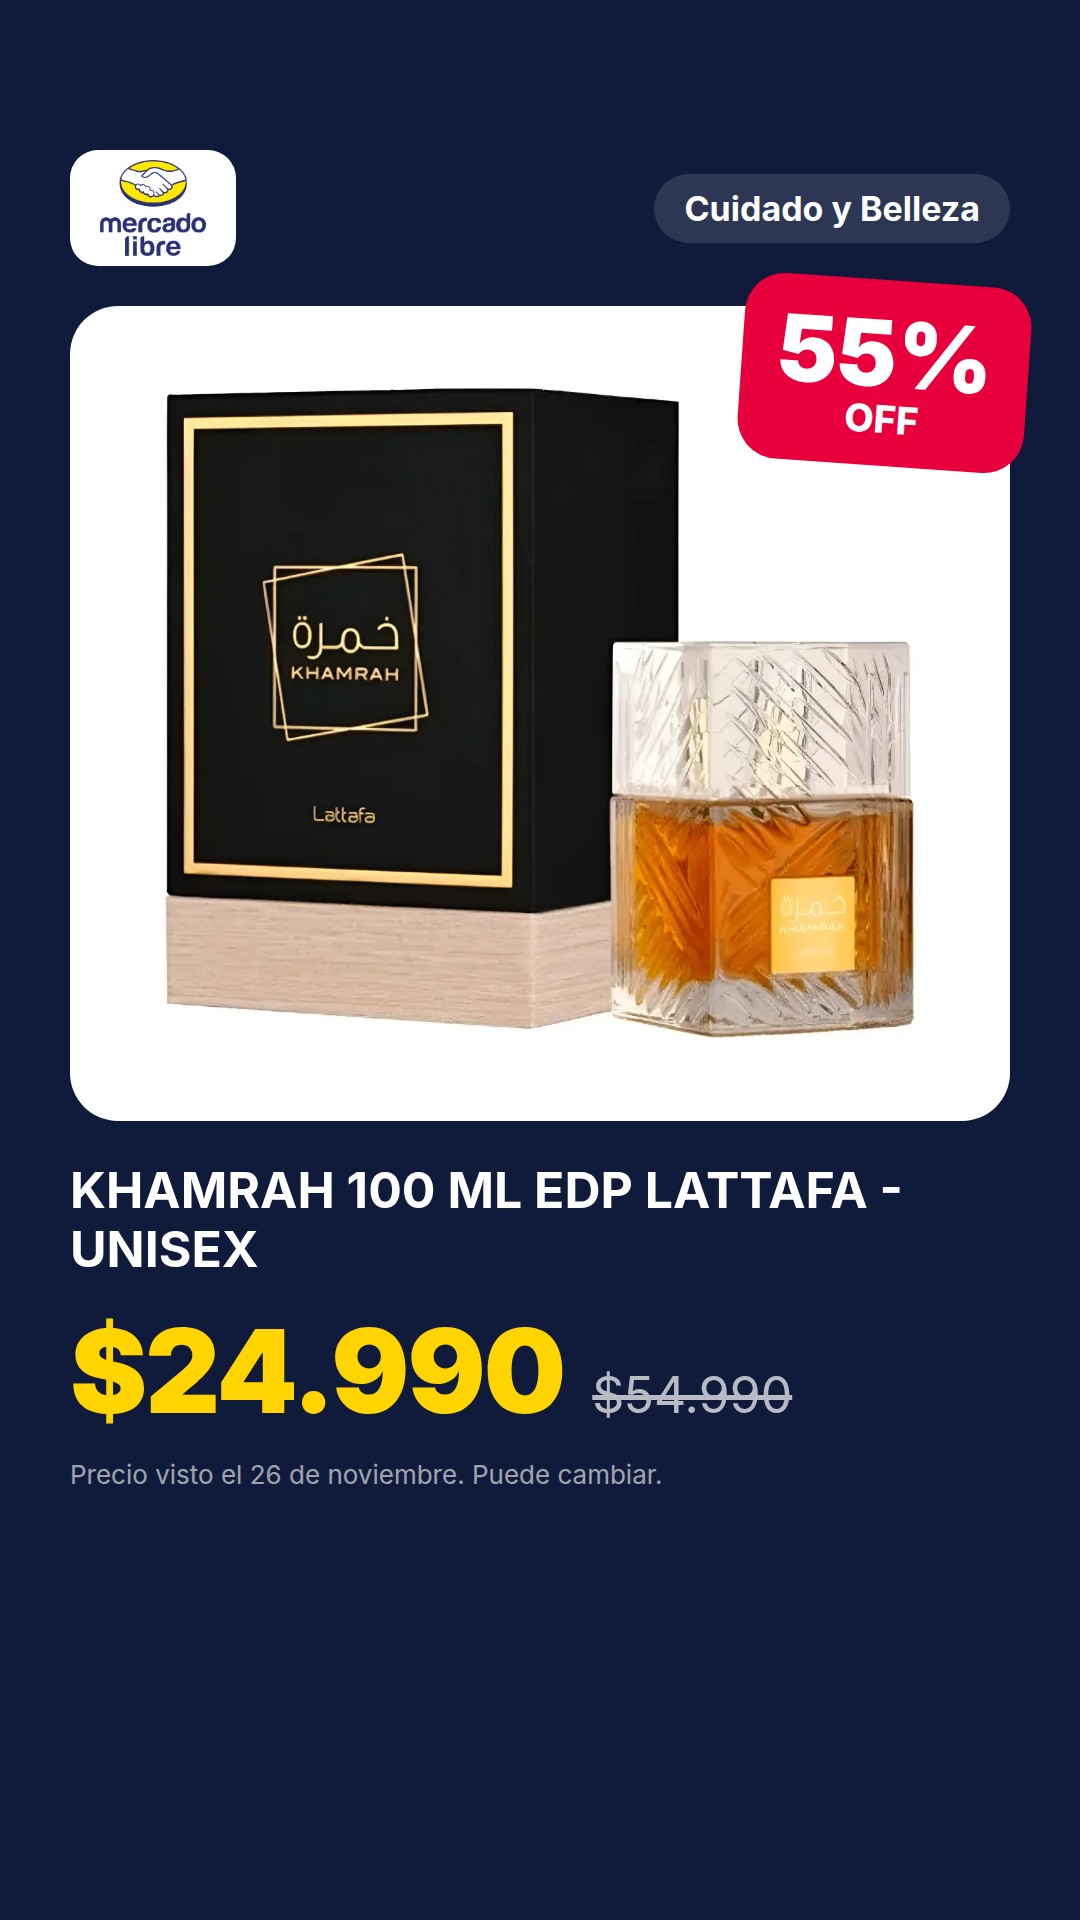 mercado
libre
Cuidado y Belleza
55%
OFF
خمرة
KHAMRAH
Lattafa
خمرة
KHAMRAH
KHAMRAH 100 ML EDP LATTAFA -
UNISEX
$24.990 $54.990
Precio visto el 26 de noviembre. Puede cambiar.